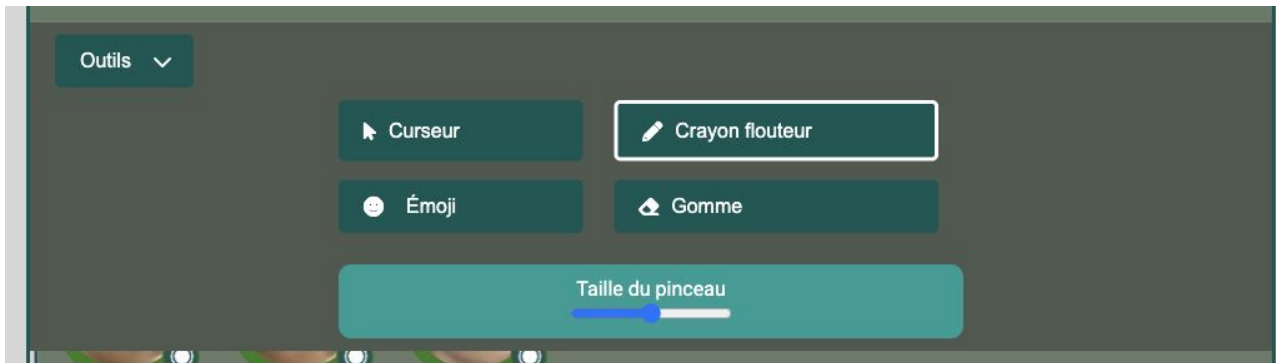 Outils
Curseur
Crayon flouteur
Émoji
Gomme
Taille du pinceau